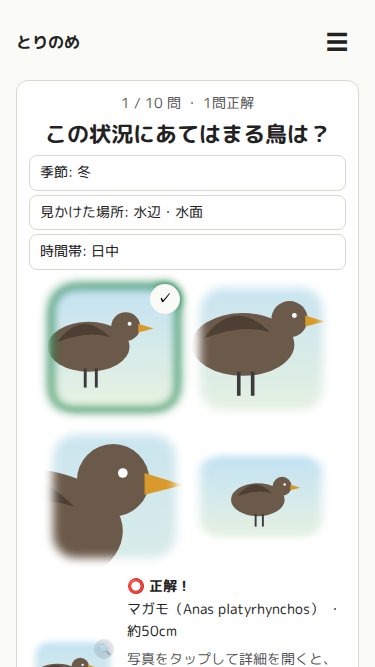 とりのめ
1 / 10 問 · 1問正解
この状況にあてはまる鳥は？
季節: 冬
見かけた場所: 水辺・水面
時間帯: 日中
✓
⭕ 正解！
マガモ（Anas platyrhynchos） ·
約50cm
写真をタップして詳細を開くと、